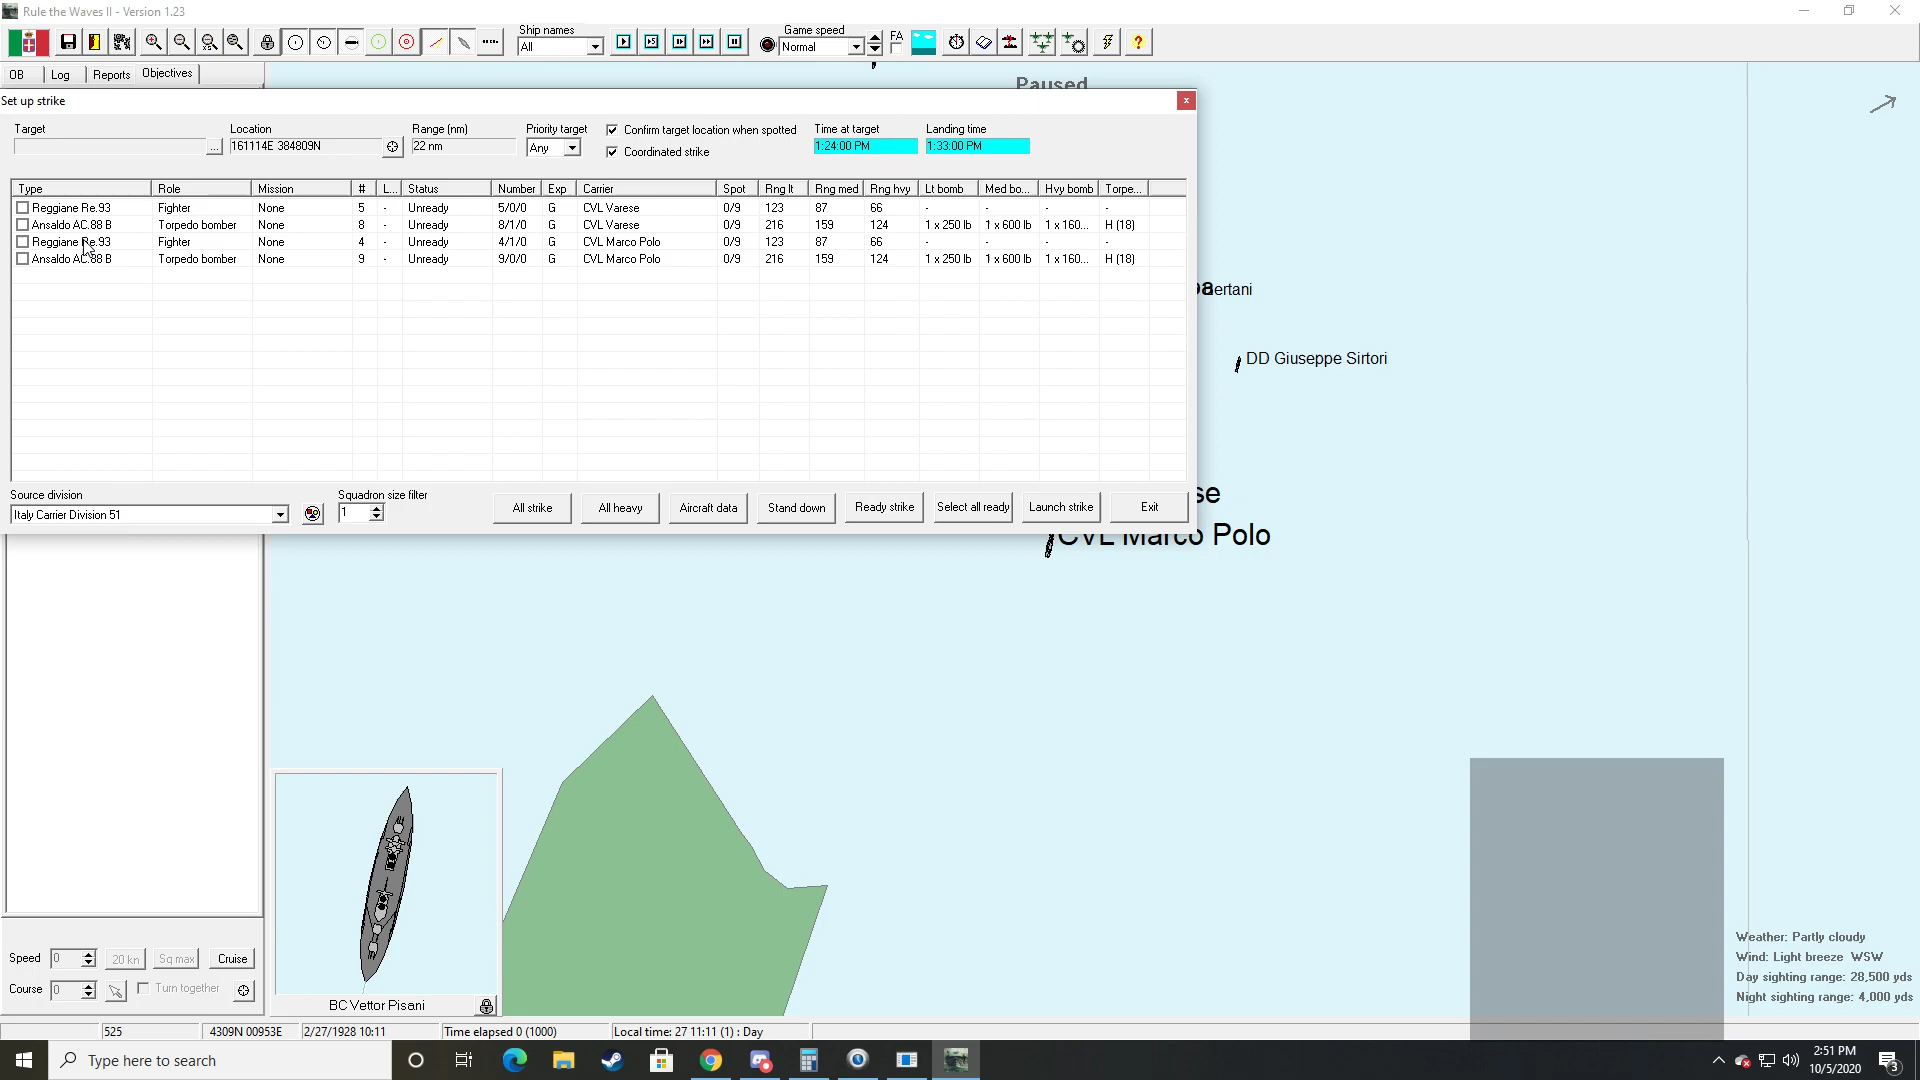 Rule the Waves II - Version 1.23
Ship names
All
Game speed
Normal
FA
OB Log Reports Objectives
Paused
Set up strike
Target Location Range (nm) Priority target Confirm target location when spotted Time at target Landing time
... 161114E 384809N 22 nm Any Coordinated strike 1:24:00 PM 1:33:00 PM
Type Role Mission # L... Status Number Exp Carrier Spot Rng lt Rng med Rng hvy Lt bomb Med bo... Hvy bomb Torpe...
Reggiane Re.93 Fighter None 5 - Unready 5/0/0 G CVL Varese 0/9 123 87 66 - - - -
Ansaldo AC.88 B Torpedo bomber None 8 - Unready 8/1/0 G CVL Varese 0/9 216 159 124 1 x 250 lb 1 x 600 lb 1 x 160... H (18)
Reggiane Re.93 Fighter None 4 - Unready 4/1/0 G CVL Marco Polo 0/9 123 87 66 - - - -
Ansaldo AC.88 B Torpedo bomber None 9 - Unready 9/0/0 G CVL Marco Polo 0/9 216 159 124 1 x 250 lb 1 x 600 lb 1 x 160... H (18)
Bertani
DD Giuseppe Sirtori
Source division
Italy Carrier Division 51
Squadron size filter
1
All strike All heavy Aircraft data Stand down Ready strike Select all ready Launch strike Exit
se
CVL Marco Polo
Speed 0 20 kn Sq max Cruise
Course 0 Turn together
BC Vettor Pisani
Weather: Partly cloudy
Wind: Light breeze WSW
Day sighting range: 28,500 yds
Night sighting range: 4,000 yds
525 4309N 00953E 2/27/1928 10:11 Time elapsed 0 (1000) Local time: 27 11:11 (1) : Day
Type here to search
2:51 PM
10/5/2020
3